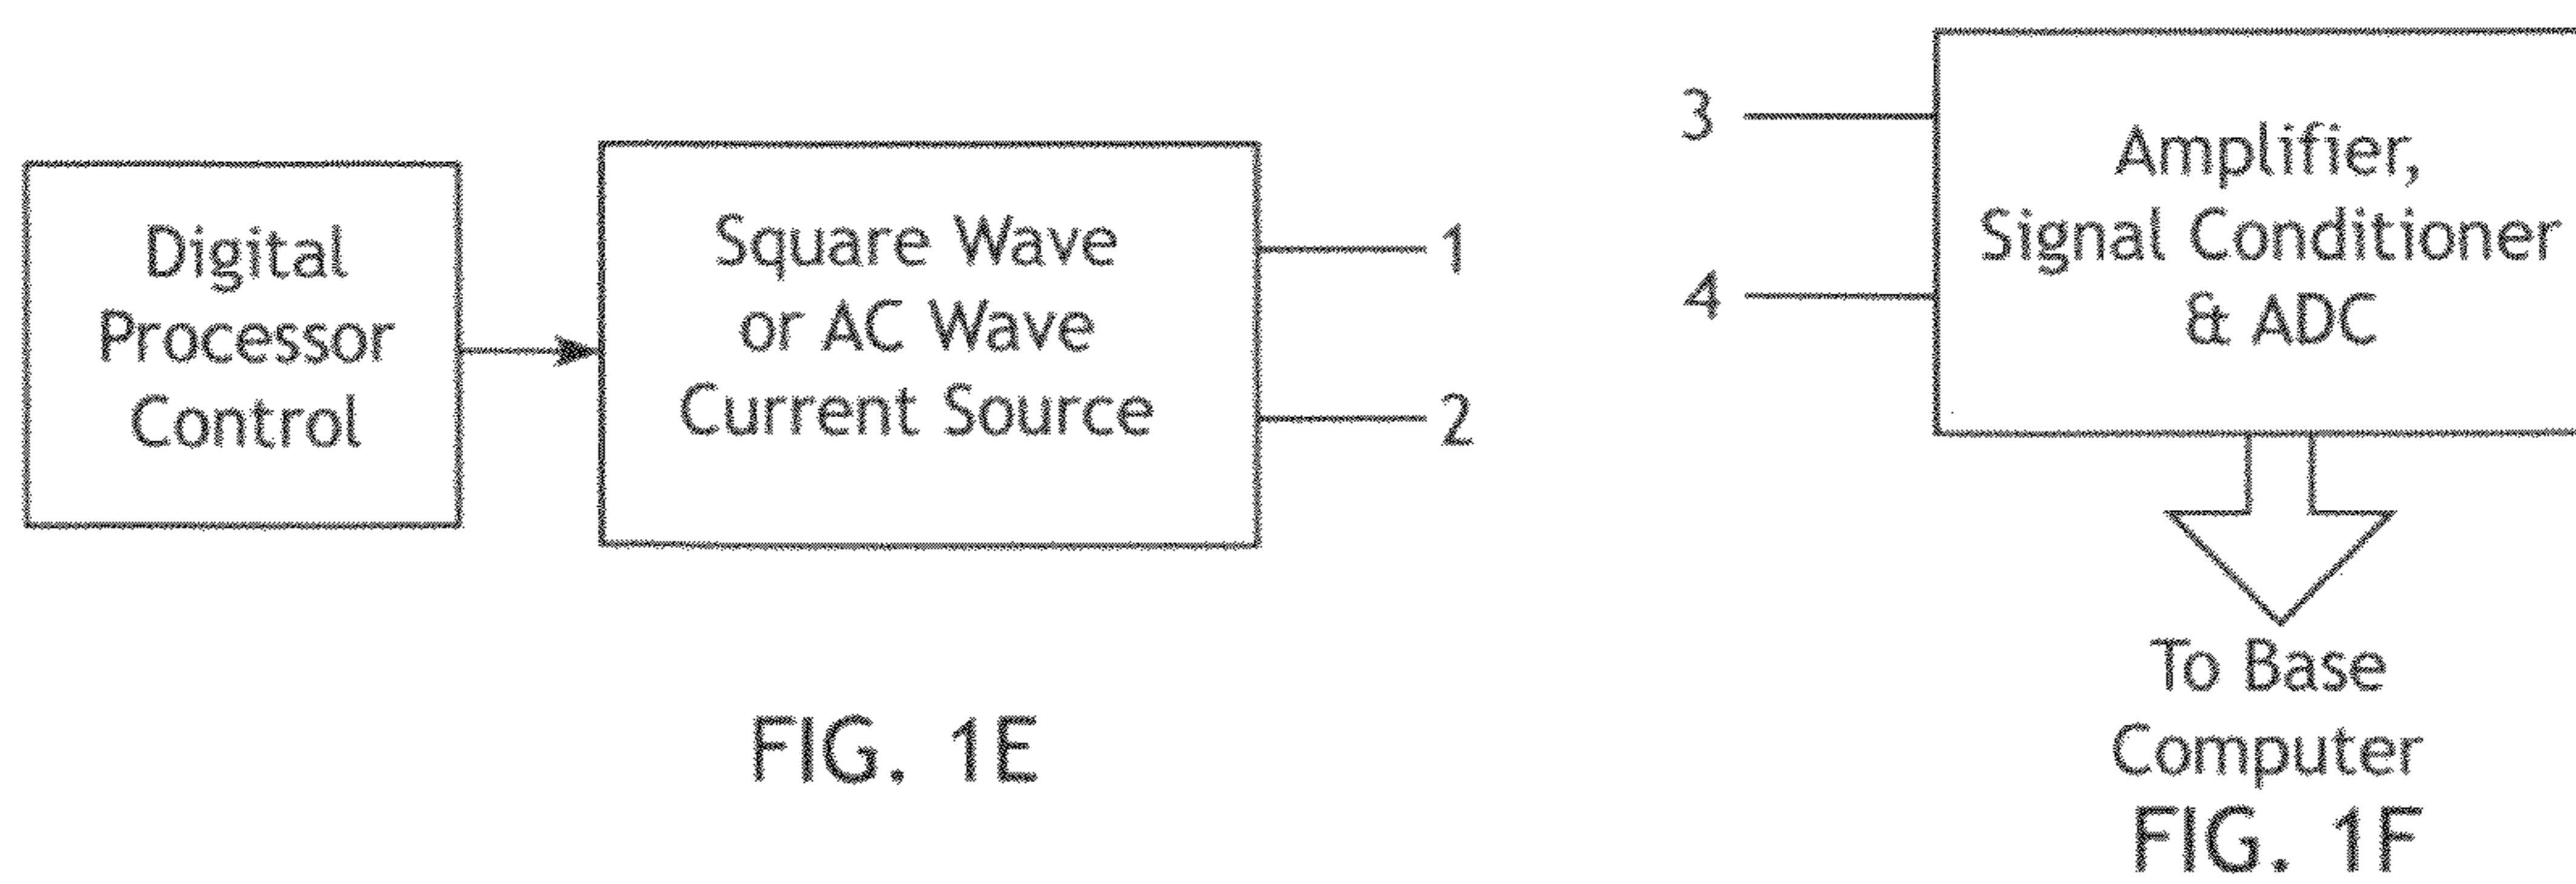 Digital
Processor
Control
Square Wave
or AC Wave
Current Source
1
2
FIG. 1E
3
4
Amplifier,
Signal Conditioner
& ADC
To Base
Computer
FIG. 1F